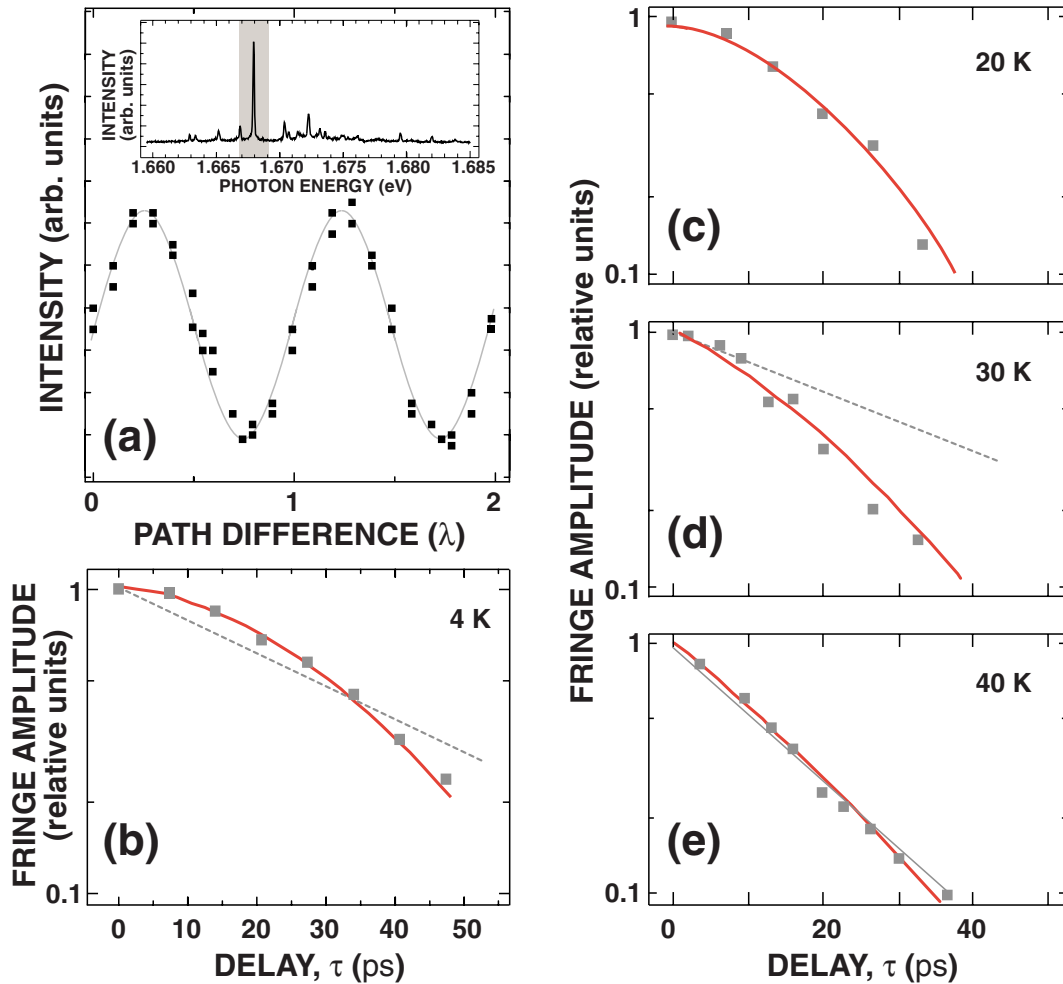 INTENSITY (arb. units)
INTENSITY
(arb. units)
1.660 1.665 1.670 1.675 1.680 1.685
PHOTON ENERGY (eV)
(a)
0 1 2
PATH DIFFERENCE (λ)
FRINGE AMPLITUDE
(relative units)
1
4 K
(b)
0.1
0 10 20 30 40 50
DELAY, τ (ps)
FRINGE AMPLITUDE (relative units)
1
20 K
(c)
0.1
1
30 K
(d)
0.1
1
40 K
(e)
0.1
0 20 40
DELAY, τ (ps)